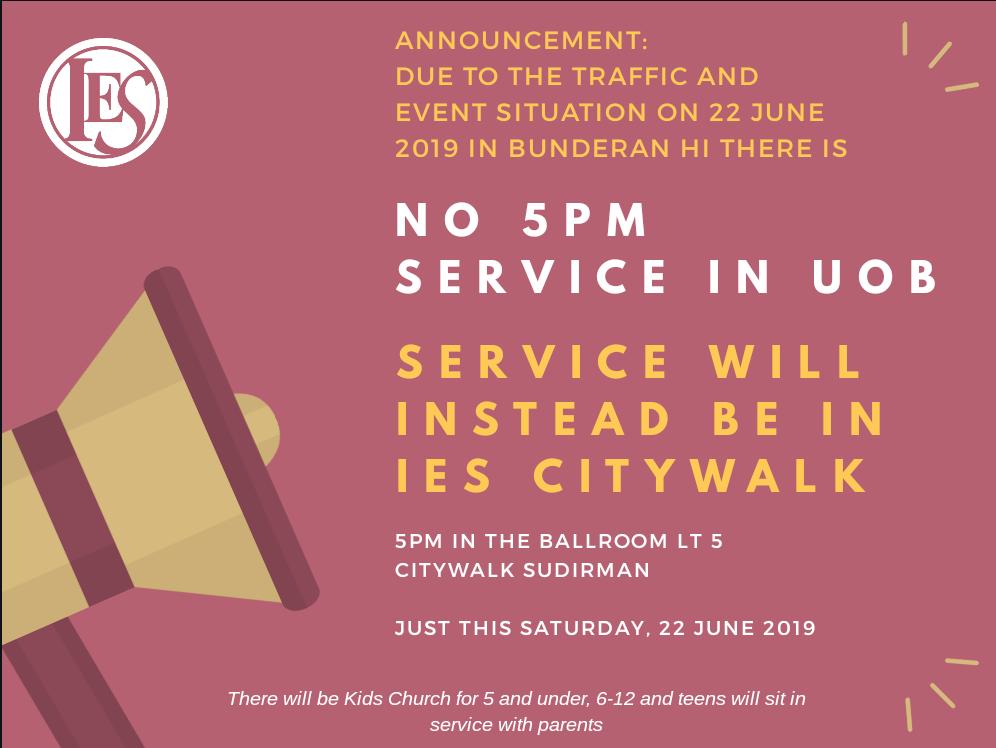 IES
ANNOUNCEMENT:
DUE TO THE TRAFFIC AND
EVENT SITUATION ON 22 JUNE
2019 IN BUNDERAN HI THERE IS
NO 5PM
SERVICE IN UOB
SERVICE WILL
INSTEAD BE IN
IES CITYWALK
5PM IN THE BALLROOM LT 5
CITYWALK SUDIRMAN
JUST THIS SATURDAY, 22 JUNE 2019
There will be Kids Church for 5 and under, 6-12 and teens will sit in
service with parents